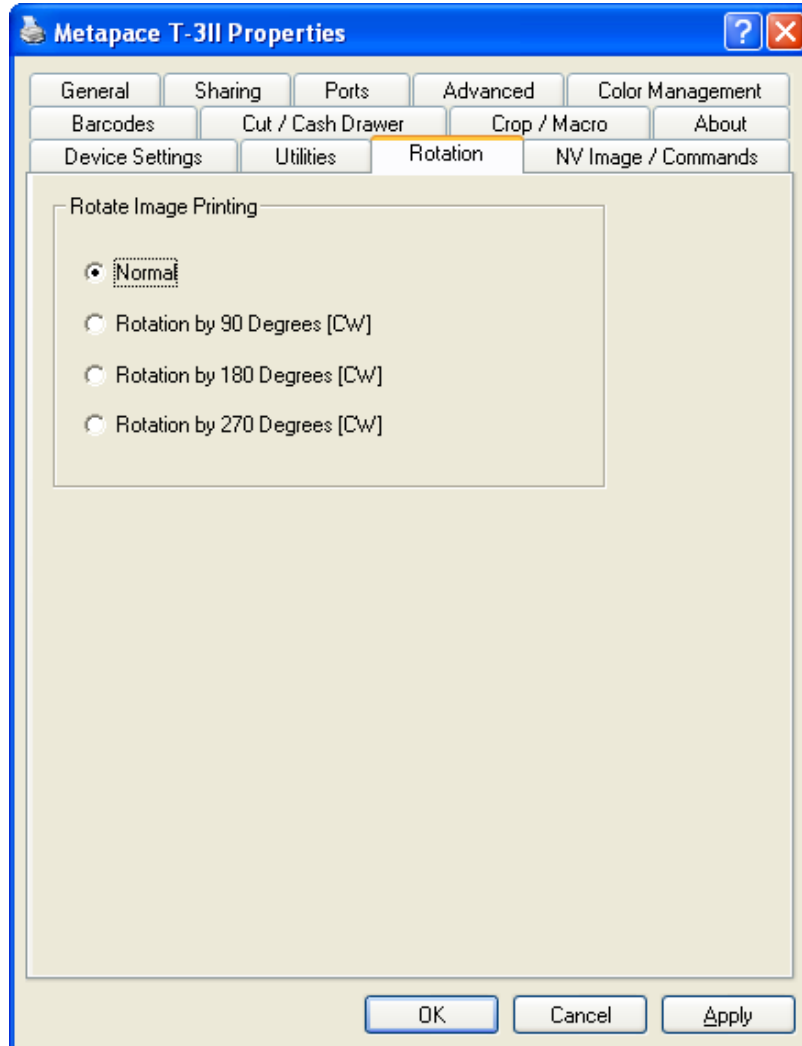 Metapace T-3II Properties
General Sharing Ports Advanced Color Management
Barcodes Cut / Cash Drawer Crop / Macro About
Device Settings Utilities Rotation NV Image / Commands
Rotate Image Printing
Normal
Rotation by 90 Degrees [CW]
Rotation by 180 Degrees [CW]
Rotation by 270 Degrees [CW]
OK Cancel Apply